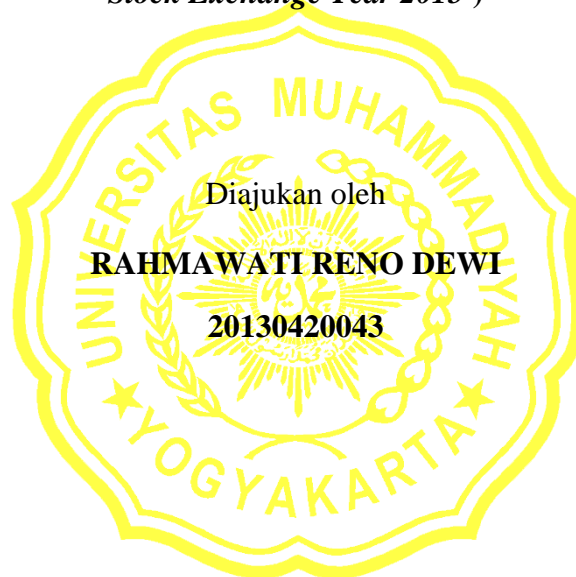 Stock Exchange Year 2015 )
UNIVERSITAS MUHAMMADIYAH
Diajukan oleh
RAHMAWATI RENO DEWI
20130420043
★ YOGYAKARTA ★